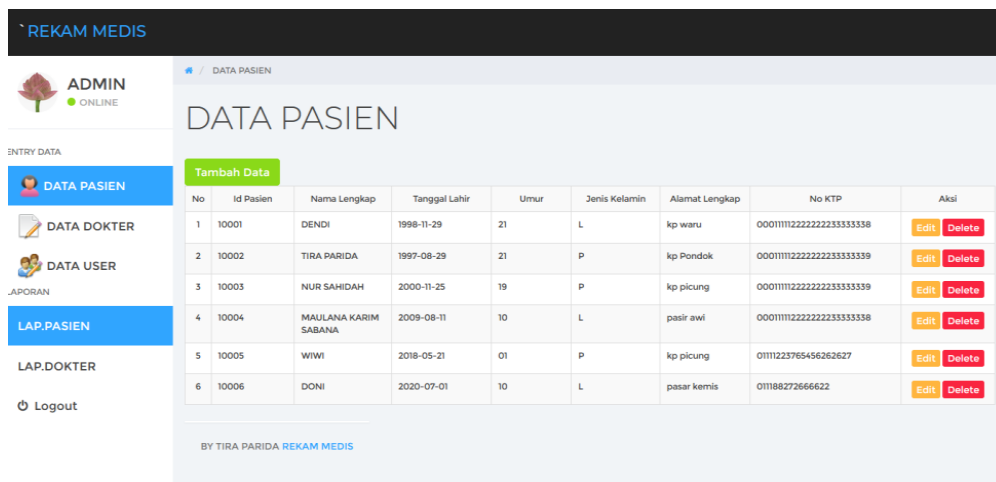 `REKAM MEDIS
ADMIN
ONLINE
ENTRY DATA
DATA PASIEN
DATA DOKTER
DATA USER
LAPORAN
LAP.PASIEN
LAP.DOKTER
Logout
/ DATA PASIEN
DATA PASIEN
Tambah Data
No Id Pasien Nama Lengkap Tanggal Lahir Umur Jenis Kelamin Alamat Lengkap No KTP Aksi
1 10001 DENDI 1998-11-29 21 L kp waru Edit Delete
2 10002 TIRA PARIDA 1997-08-29 21 P kp Pondok Edit Delete
3 10003 NUR SAHIDAH 2000-11-25 19 P kp picung Edit Delete
4 10004 MAULANA KARIM 2009-08-11 10 L pasir awi Edit Delete
SABANA
5 10005 WIWI 2018-05-21 01 P kp picung 01111223765456262627 Edit Delete
6 10006 DONI 2020-07-01 10 L pasar kemis 011188272666622 Edit Delete
BY TIRA PARIDA REKAM MEDIS